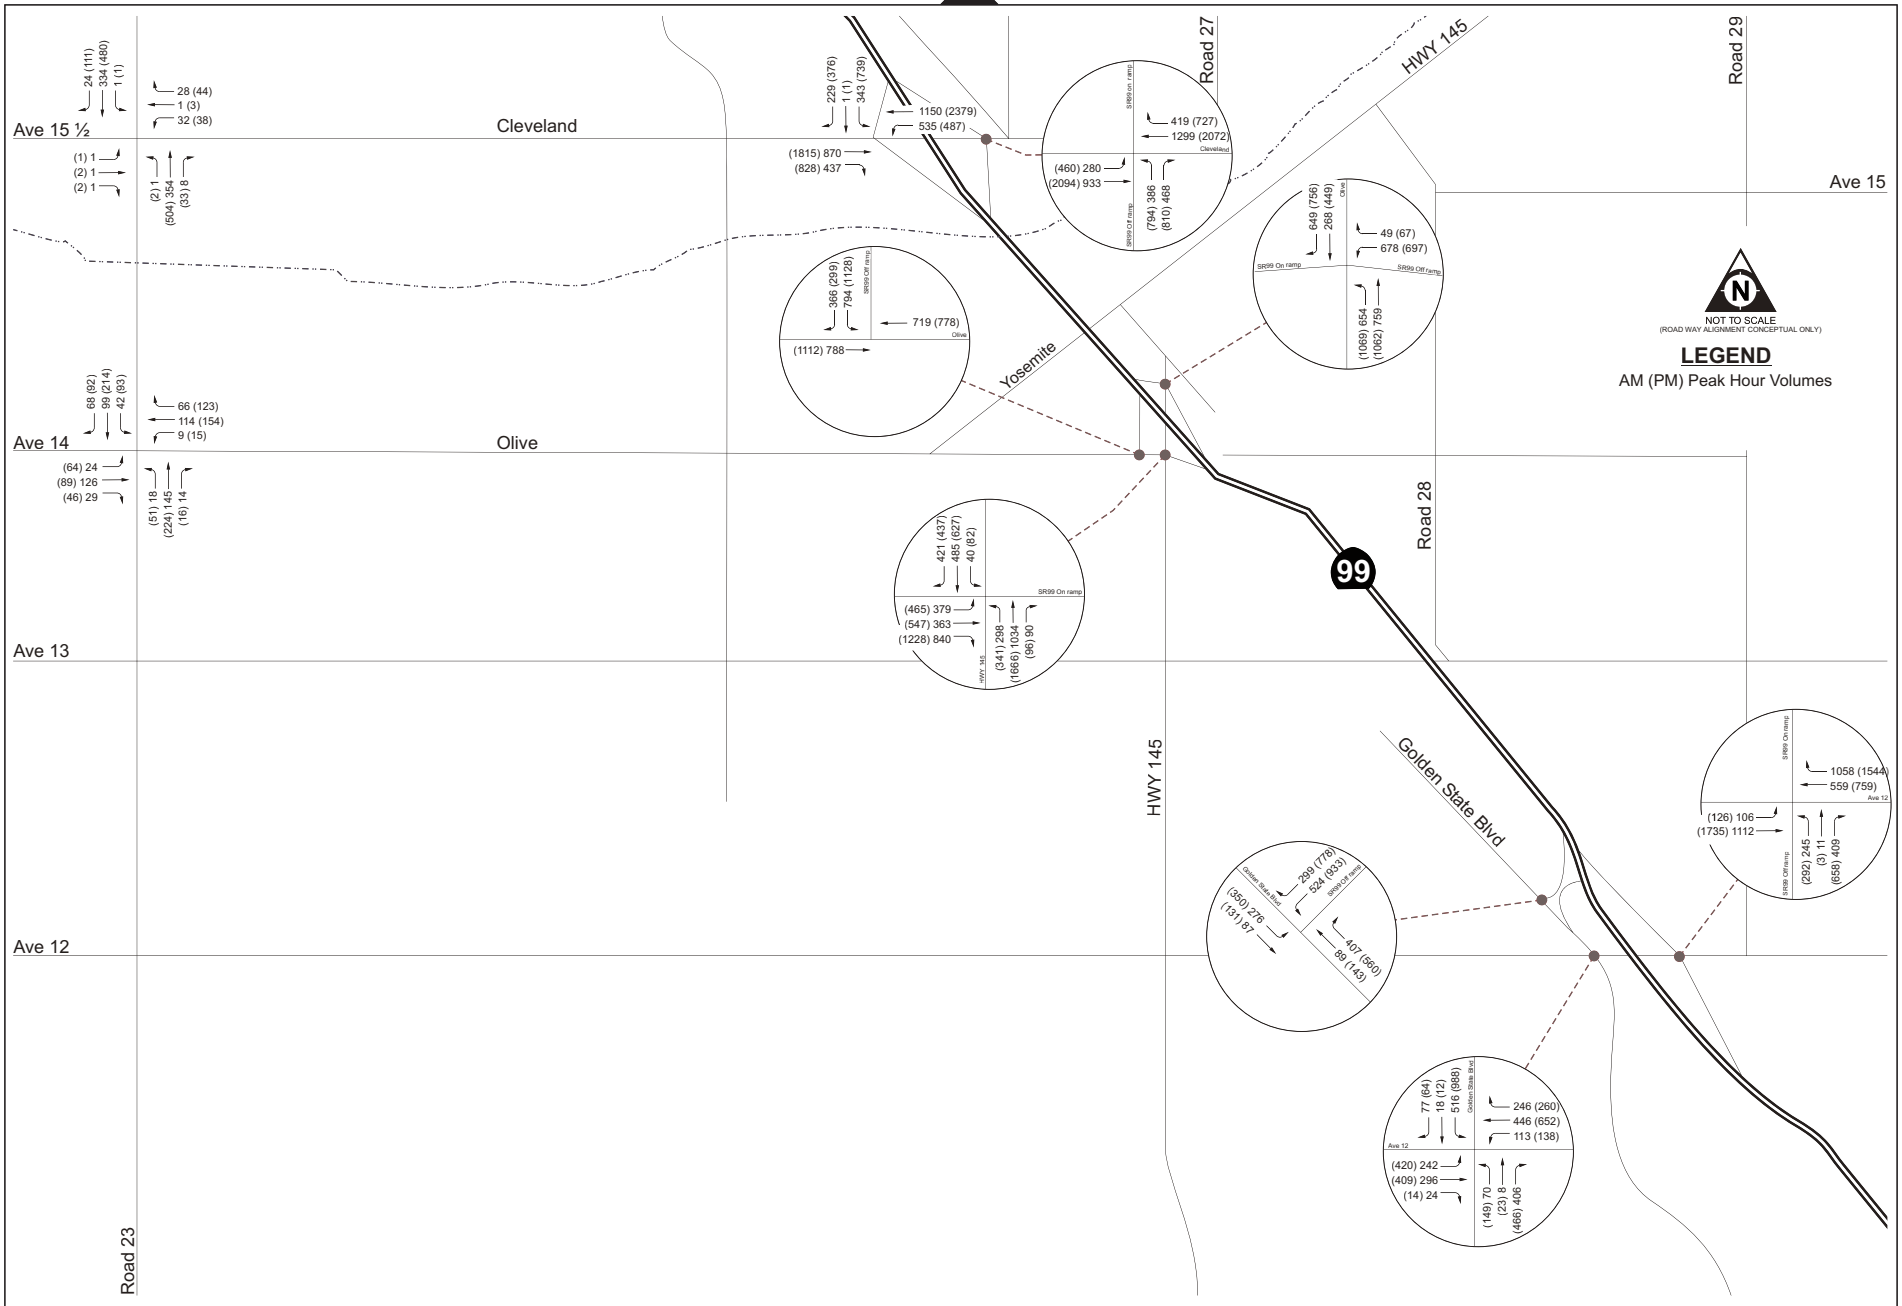 Road 27
Road 29
HWY 145
Ave 15 ½
Cleveland
24 (111)
334 (480)
1 (1)
28 (44)
1 (3)
32 (38)
(1) 1
(2) 1
(2) 1
(2) 1
(504) 354
(33) 8
229 (376)
1 (1)
343 (739)
1150 (2379)
535 (487)
(1815) 870
(828) 437
SR99 on ramp
419 (727)
1299 (2072)
Cleveland
(460) 280
(2094) 933
SR99 Off ramp
(794) 386
(810) 468
Ave 15
649 (756)
268 (449)
Olive
49 (67)
678 (697)
SR99 On ramp
SR99 Off ramp
(1069) 654
(1062) 759
366 (299)
794 (1128)
SR99 Off ramp
719 (778)
Olive
(1112) 788
N
NOT TO SCALE
(ROAD WAY ALIGNMENT CONCEPTUAL ONLY)
LEGEND
AM (PM) Peak Hour Volumes
Yosemite
Ave 14
Olive
68 (92)
99 (214)
42 (93)
66 (123)
114 (154)
9 (15)
(64) 24
(89) 126
(46) 29
(51) 18
(224) 145
(16) 14
Road 28
99
421 (437)
485 (627)
40 (82)
SR99 On ramp
(465) 379
(547) 363
(1228) 840
HWY 145
(341) 298
(1666) 1034
(96) 90
Ave 13
HWY 145
Golden State Blvd
SR99 On ramp
1058 (1544)
559 (759)
Ave 12
(126) 106
(1735) 1112
SR99 Off ramp
(292) 245
(3) 11
(658) 409
Golden State Blvd
299 (778)
524 (933)
SR99 Off ramp
(350) 276
(131) 87
407 (560)
89 (143)
Ave 12
77 (64)
18 (12)
516 (988)
Golden State Blvd
246 (260)
446 (652)
113 (138)
Ave 12
(420) 242
(409) 296
(14) 24
(149) 70
(23) 8
(466) 406
Road 23